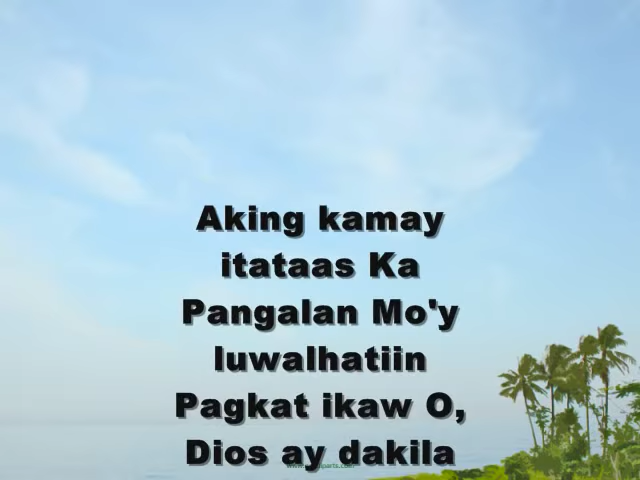 Aking kamay
itataas Ka
Pangalan Mo'y
luwalhatiin
Pagkat ikaw O,
Dios ay dakila